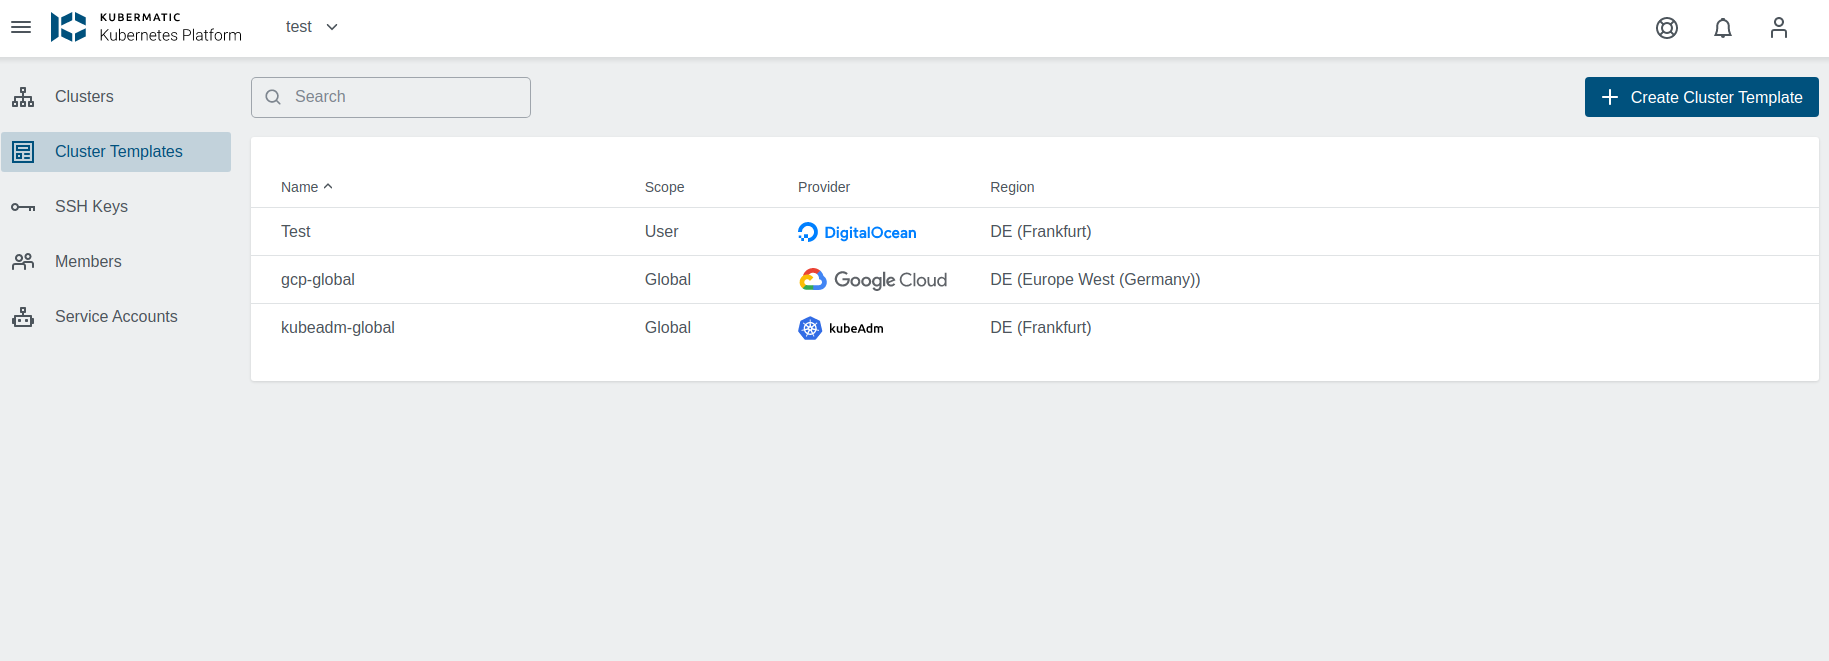 KUBERMATIC
Kubernetes Platform
test
Clusters
Cluster Templates
SSH Keys
Members
Service Accounts
Search
Create Cluster Template
Name Scope Provider Region
Test User DigitalOcean DE (Frankfurt)
gcp-global Global Google Cloud DE (Europe West (Germany))
kubeadm-global Global kubeAdm DE (Frankfurt)